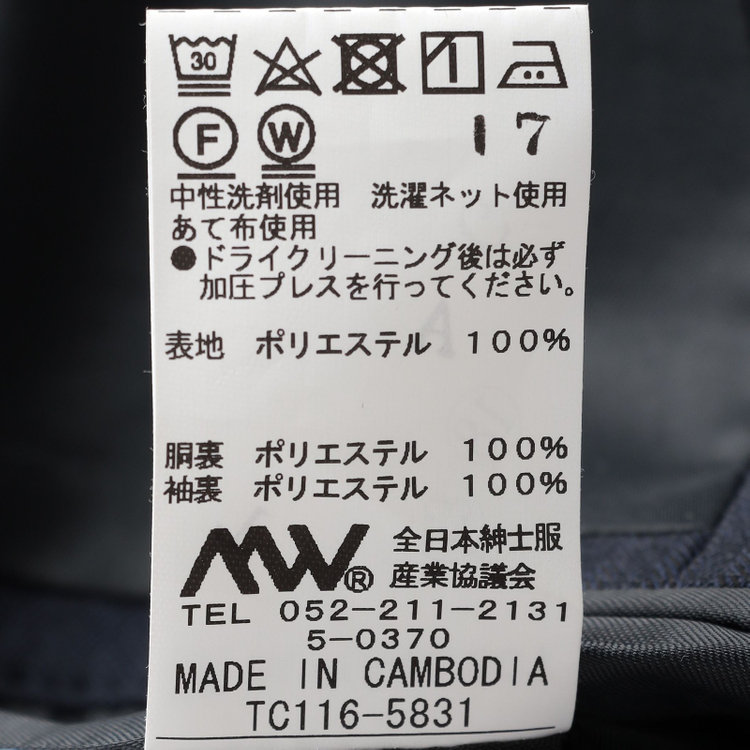 30
F W 17
中性洗剤使用 洗濯ネット使用
あて布使用
●ドライクリーニング後は必ず
加圧プレスを行ってください。
表地 ポリエステル 100%
胴裏 ポリエステル 100%
袖裏 ポリエステル 100%
MW® 全日本紳士服
産業協議会
TEL 052-211-2131
5-0370
MADE IN CAMBODIA
TC116-5831